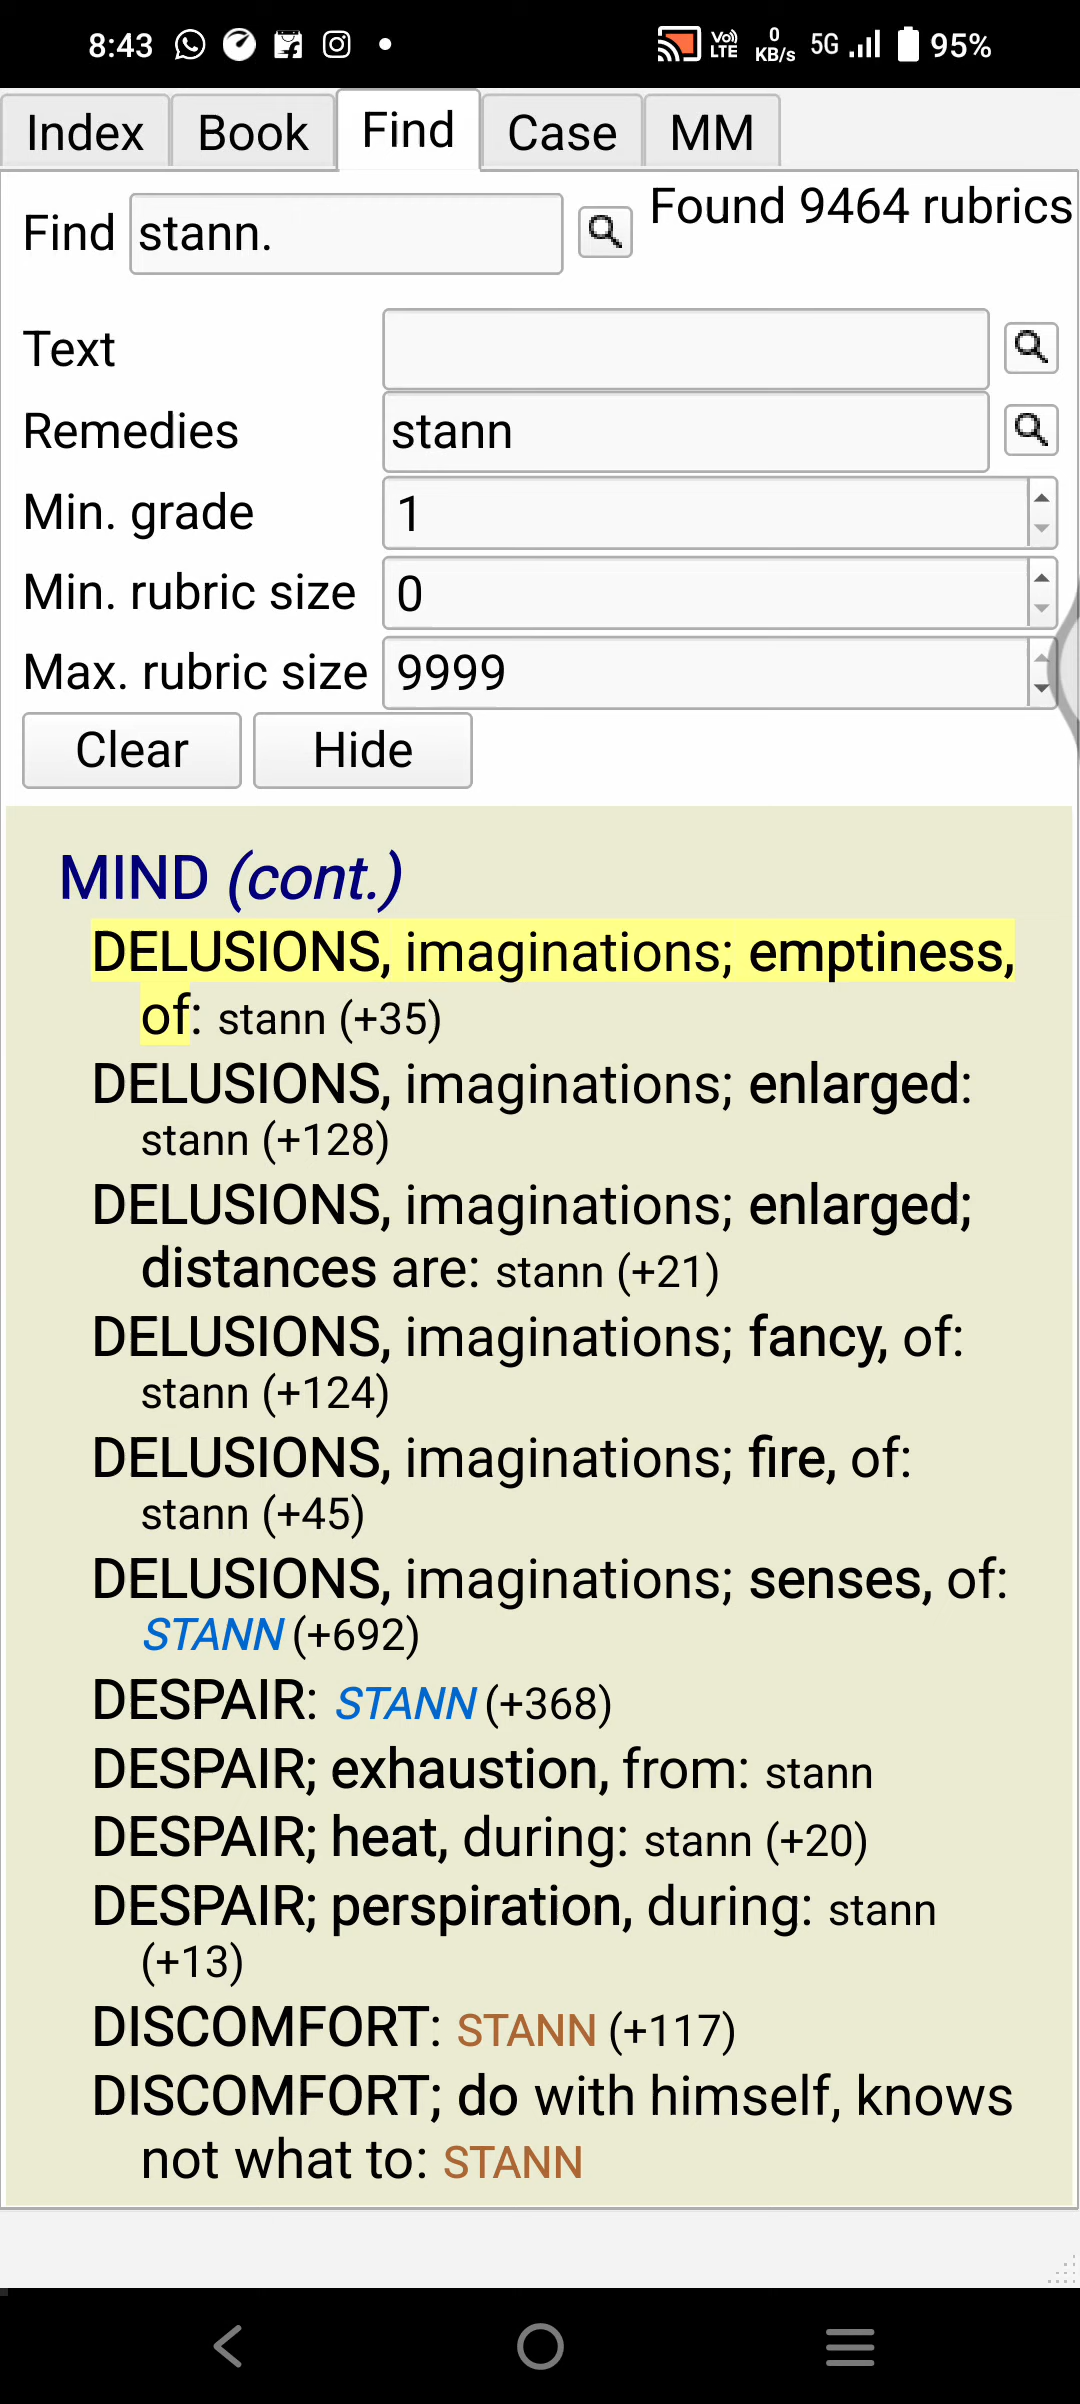 8:43
Vo)) LTE
0 KB/s
5G
95%
Index Book Find Case MM
Find stann. Found 9464 rubrics
Text
Remedies stann
Min. grade 1
Min. rubric size 0
Max. rubric size 9999
Clear Hide
MIND (cont.)
DELUSIONS, imaginations; emptiness,
of: stann (+35)
DELUSIONS, imaginations; enlarged:
stann (+128)
DELUSIONS, imaginations; enlarged;
distances are: stann (+21)
DELUSIONS, imaginations; fancy, of:
stann (+124)
DELUSIONS, imaginations; fire, of:
stann (+45)
DELUSIONS, imaginations; senses, of:
STANN (+692)
DESPAIR: STANN (+368)
DESPAIR; exhaustion, from: stann
DESPAIR; heat, during: stann (+20)
DESPAIR; perspiration, during: stann
(+13)
DISCOMFORT: STANN (+117)
DISCOMFORT; do with himself, knows
not what to: STANN